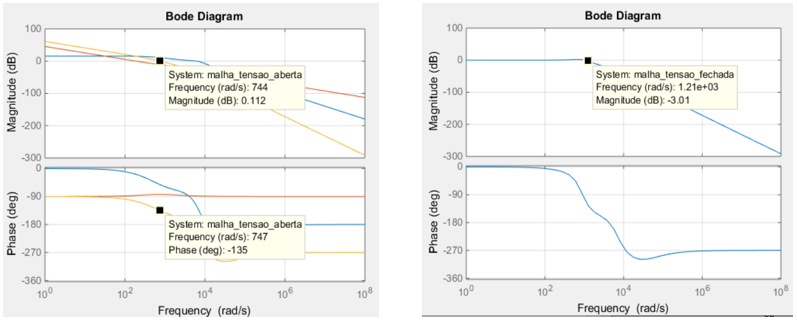 Bode Diagram
Magnitude (dB)
100
0
-100
-200
-300
System: malha_tensao_aberta
Frequency (rad/s): 744
Magnitude (dB): 0.112
Phase (deg)
0
-90
-180
-270
-360
System: malha_tensao_aberta
Frequency (rad/s): 747
Phase (deg): -135
10^0
10^2
10^4
10^6
10^8
Frequency (rad/s)
Bode Diagram
Magnitude (dB)
100
0
-100
-200
-300
System: malha_tensao_fechada
Frequency (rad/s): 1.21e+03
Magnitude (dB): -3.01
Phase (deg)
0
-90
-180
-270
-360
10^0
10^2
10^4
10^6
10^8
Frequency (rad/s)